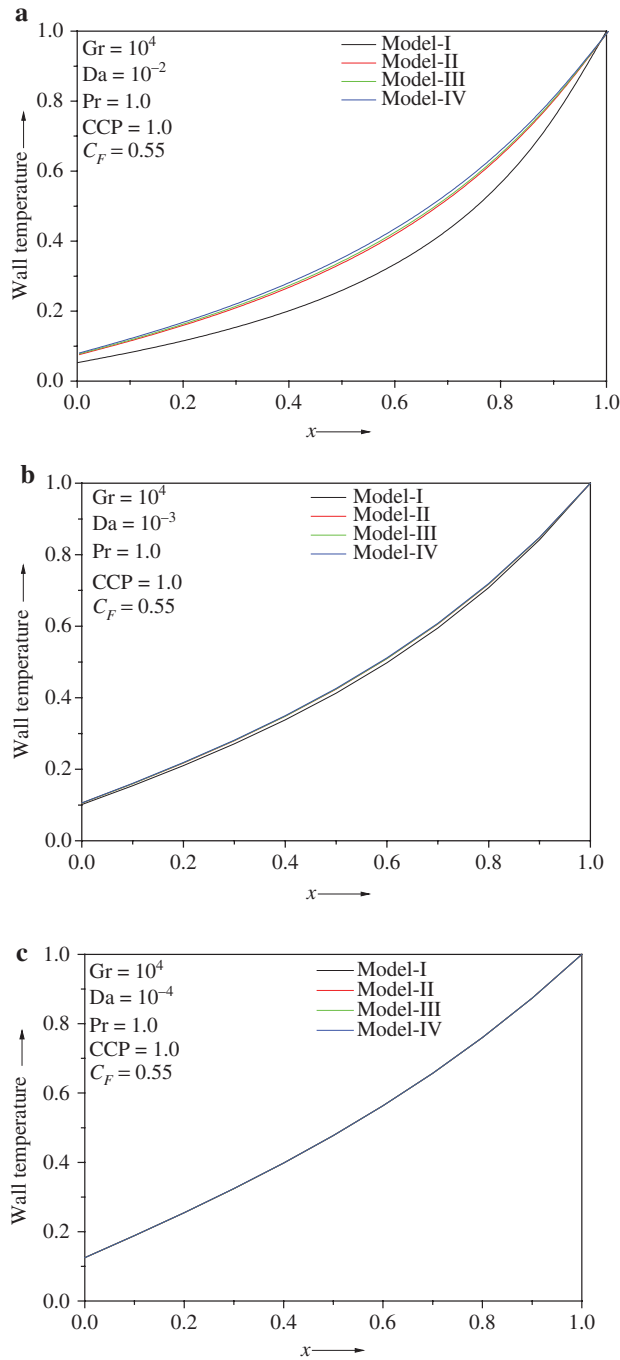 a
Gr = 10⁴
Da = 10⁻²
Pr = 1.0
CCP = 1.0
C_F = 0.55
Model-I
Model-II
Model-III
Model-IV
Wall temperature
1.0
0.8
0.6
0.4
0.2
0.0
0.0 0.2 0.4 0.6 0.8 1.0
x
b
Gr = 10⁴
Da = 10⁻³
Pr = 1.0
CCP = 1.0
C_F = 0.55
Model-I
Model-II
Model-III
Model-IV
Wall temperature
1.0
0.8
0.6
0.4
0.2
0.0
0.0 0.2 0.4 0.6 0.8 1.0
x
c
Gr = 10⁴
Da = 10⁻⁴
Pr = 1.0
CCP = 1.0
C_F = 0.55
Model-I
Model-II
Model-III
Model-IV
Wall temperature
1.0
0.8
0.6
0.4
0.2
0.0
0.0 0.2 0.4 0.6 0.8 1.0
x